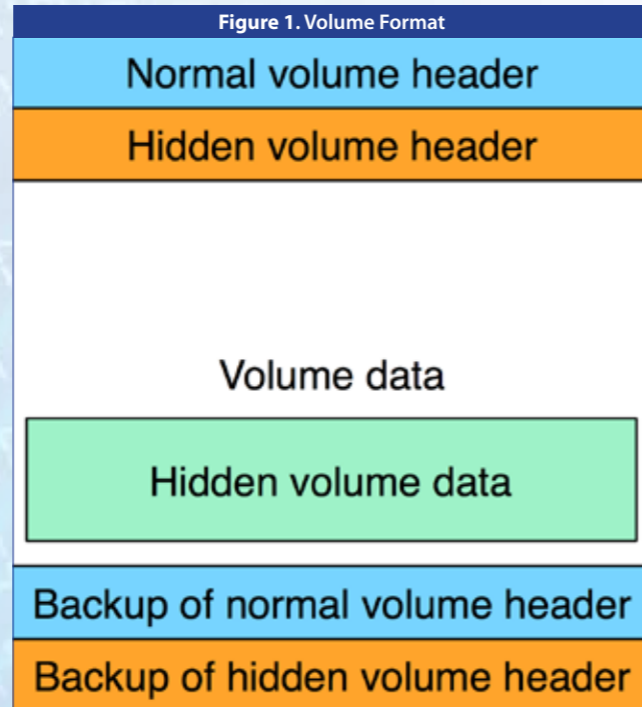 Figure 1. Volume Format
Normal volume header
Hidden volume header
Volume data
Hidden volume data
Backup of normal volume header
Backup of hidden volume header